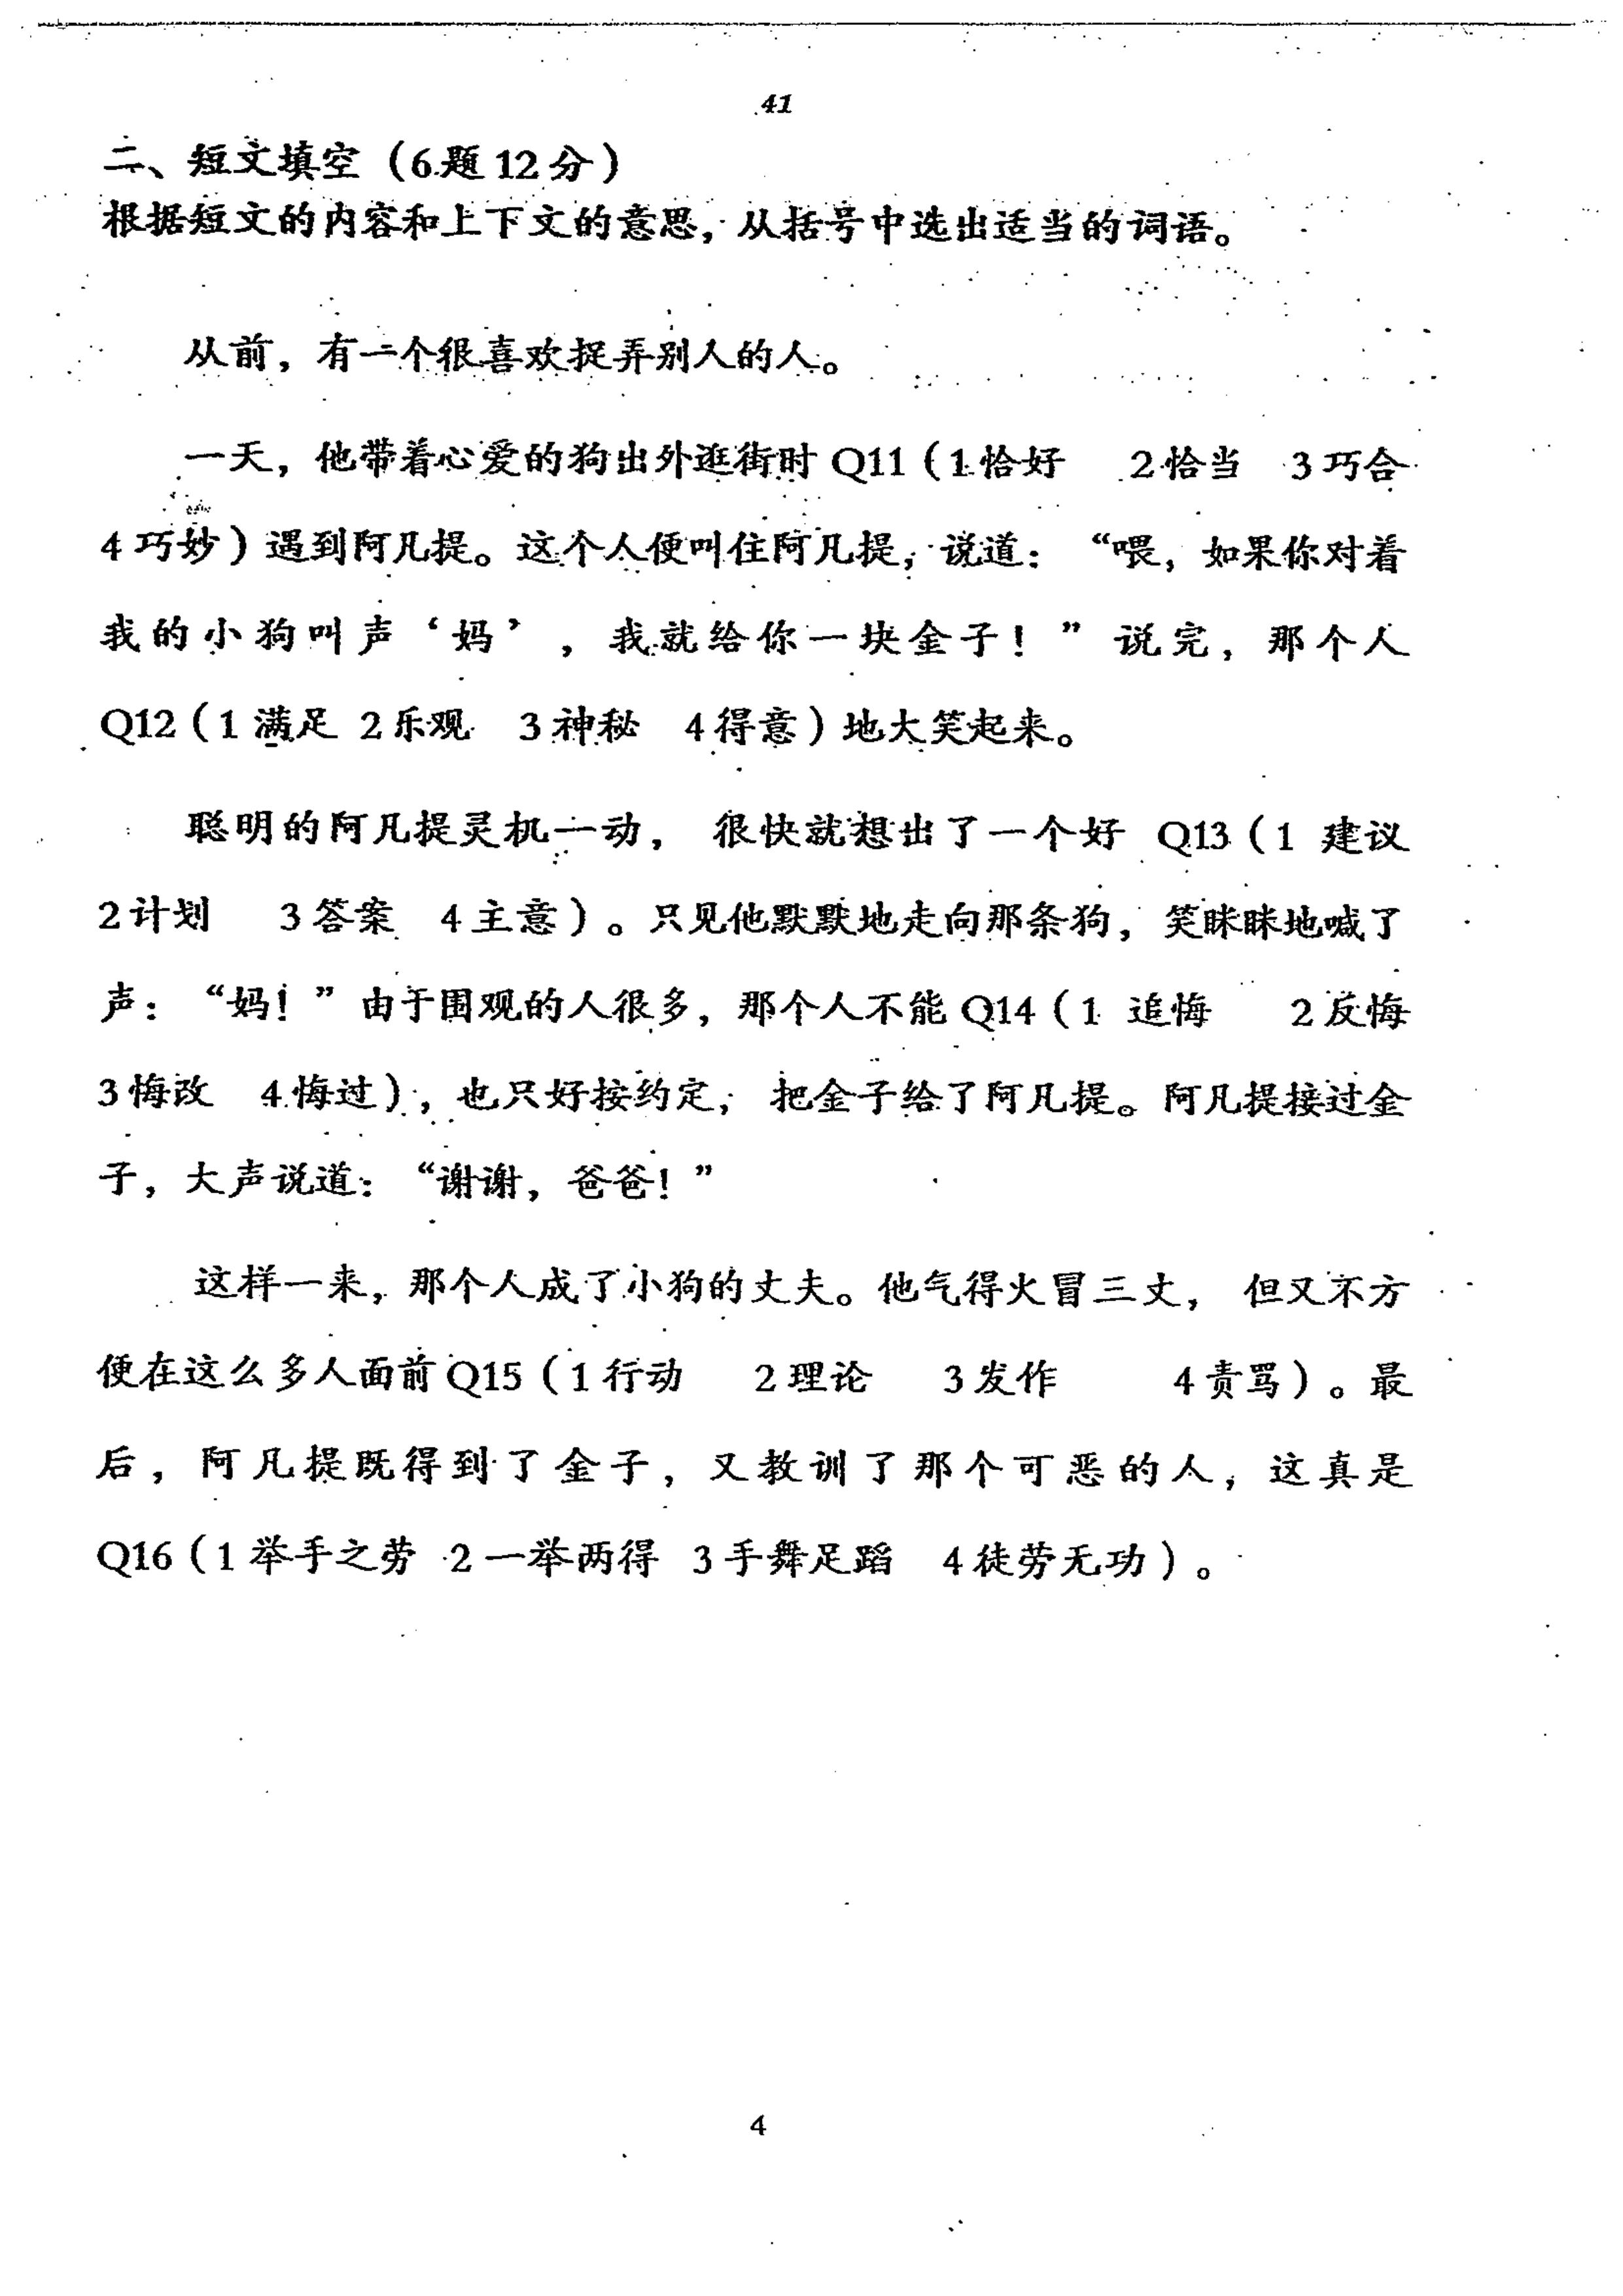 41
二、短文填空（6题12分）
根据短文的内容和上下文的意思，从括号中选出适当的词语。
从前，有一个很喜欢捉弄别人的人。
一天，他带着心爱的狗出外逛街时 Q11（1恰好 2恰当 3巧合
4巧妙）遇到阿凡提。这个人便叫住阿凡提，说道：“喂，如果你对着
我的小狗叫声‘妈’，我就给你一块金子！”说完，那个人
Q12（1满足 2乐观 3神秘 4得意）地大笑起来。
聪明的阿凡提灵机一动，很快就想出了一个好 Q13（1 建议
2计划 3答案 4主意）。只见他默默地走向那条狗，笑眯眯地喊了
声：“妈！”由于围观的人很多，那个人不能 Q14（1 追悔 2反悔
3悔改 4悔过），也只好按约定，把金子给了阿凡提。阿凡提接过金
子，大声说道：“谢谢，爸爸！”
这样一来，那个人成了小狗的丈夫。他气得火冒三丈，但又不方
便在这么多人面前 Q15（1行动 2理论 3发作 4责骂）。最
后，阿凡提既得到了金子，又教训了那个可恶的人，这真是
Q16（1举手之劳 2一举两得 3手舞足蹈 4徒劳无功）。
4